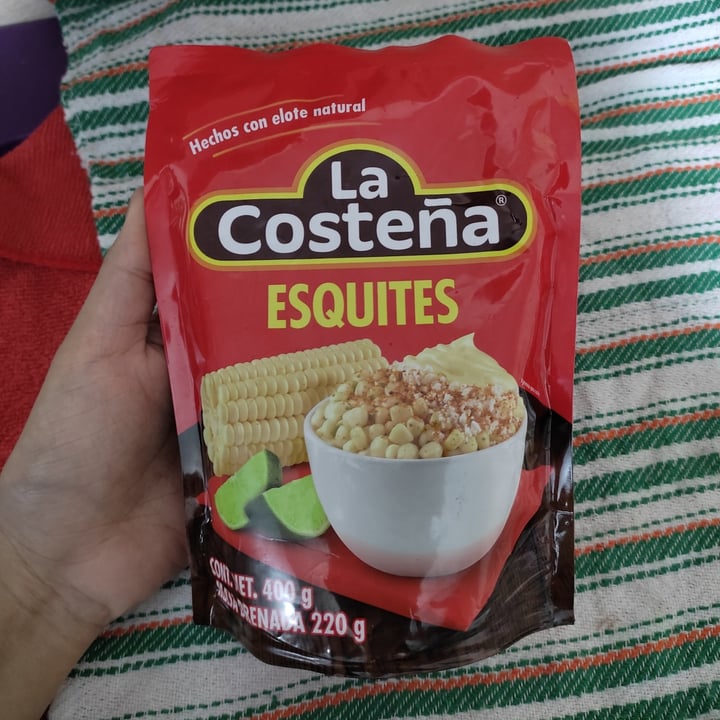 Hechos con elote natural
La
Costeña®
ESQUITES
CONT. NET. 400 g
MASA DRENADA 220 g